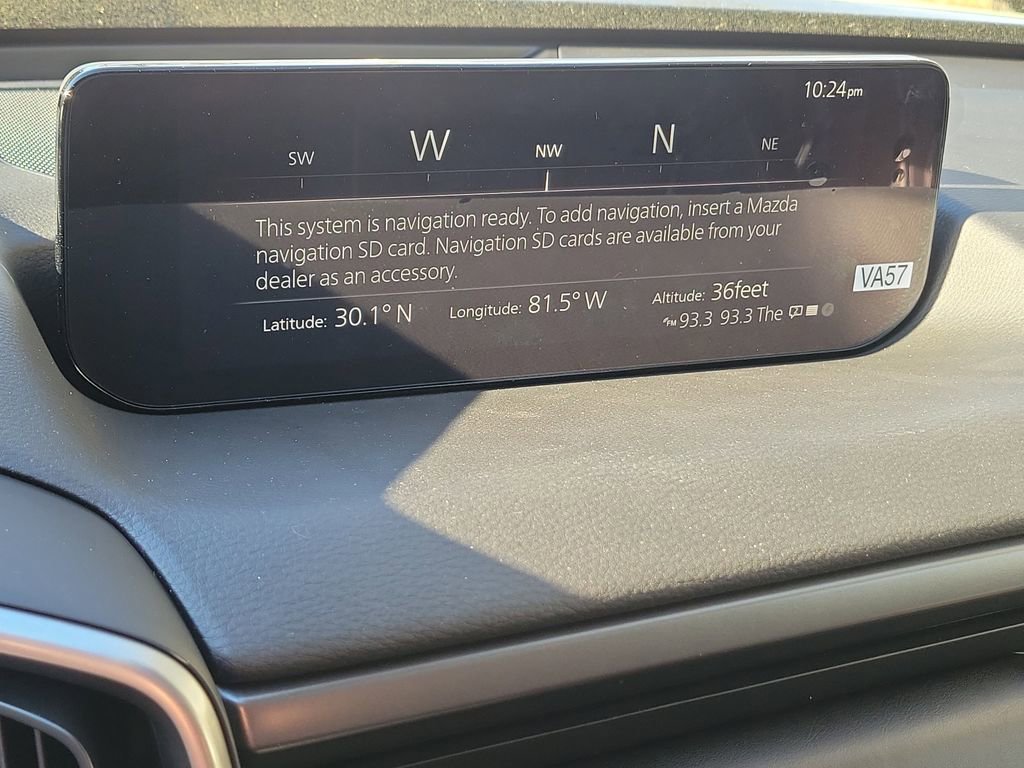 10:24pm
SW W NW N NE
This system is navigation ready. To add navigation, insert a Mazda
navigation SD card. Navigation SD cards are available from your
dealer as an accessory.
VA57
Latitude: 30.1° N Longitude: 81.5° W Altitude: 36feet
FM 93.3 93.3 The